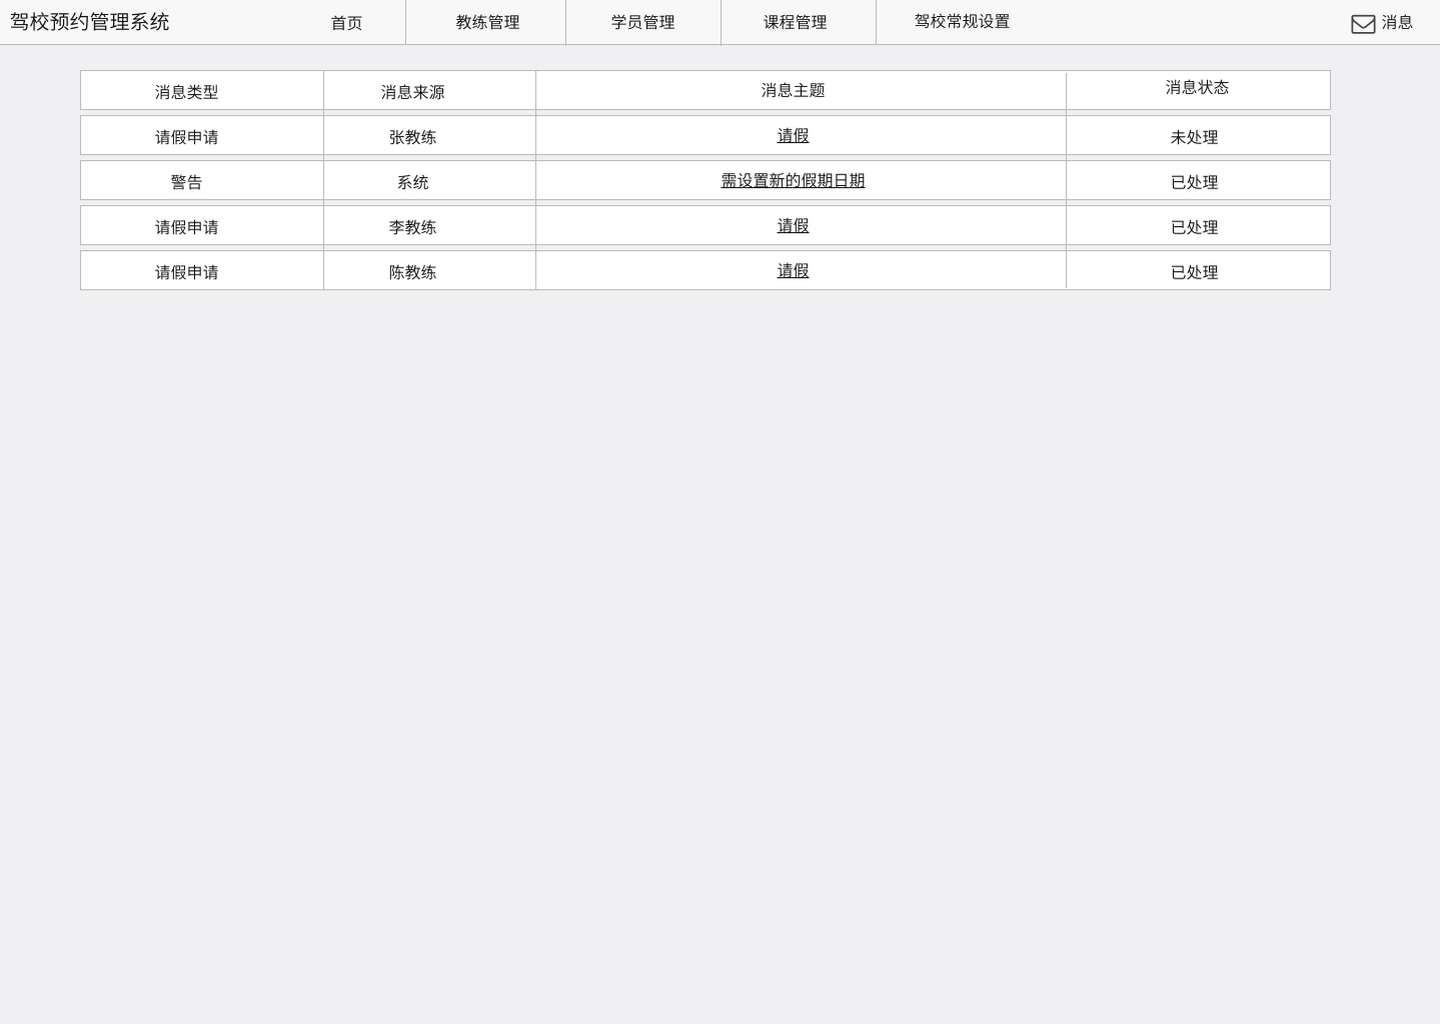 驾校预约管理系统 首页 教练管理 学员管理 课程管理 驾校常规设置 消息
消息类型 消息来源 消息主题 消息状态
请假申请 张教练 请假 未处理
警告 系统 需设置新的假期日期 已处理
请假申请 李教练 请假 已处理
请假申请 陈教练 请假 已处理